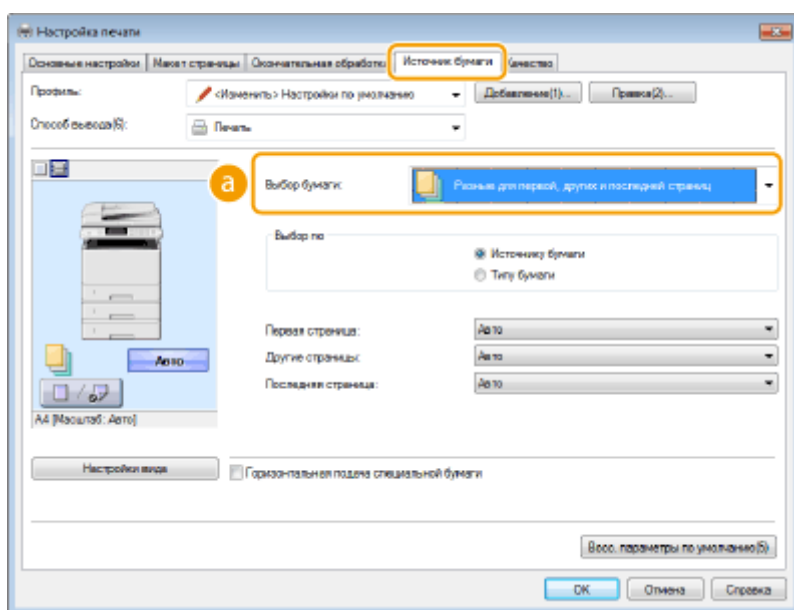 Настройка печати
Основные настройки Макет страницы Окончательная обработка Источник бумаги Качество
Профиль: <Изменить> Настройки по умолчанию Добавление(1)... Правка(2)...
Способ вывода(6): Печать
a Выбор бумаги: Разные для первой, других и последней страниц
Выбор по
Источнику бумаги
Типу бумаги
Первая страница: Авто
Другие страницы: Авто
Авто
Последняя страница: Авто
A4 [Масштаб: Авто]
Настройки вида Горизонтальная подача специальной бумаги
Восс. параметры по умолчанию(5)
OK Отмена Справка